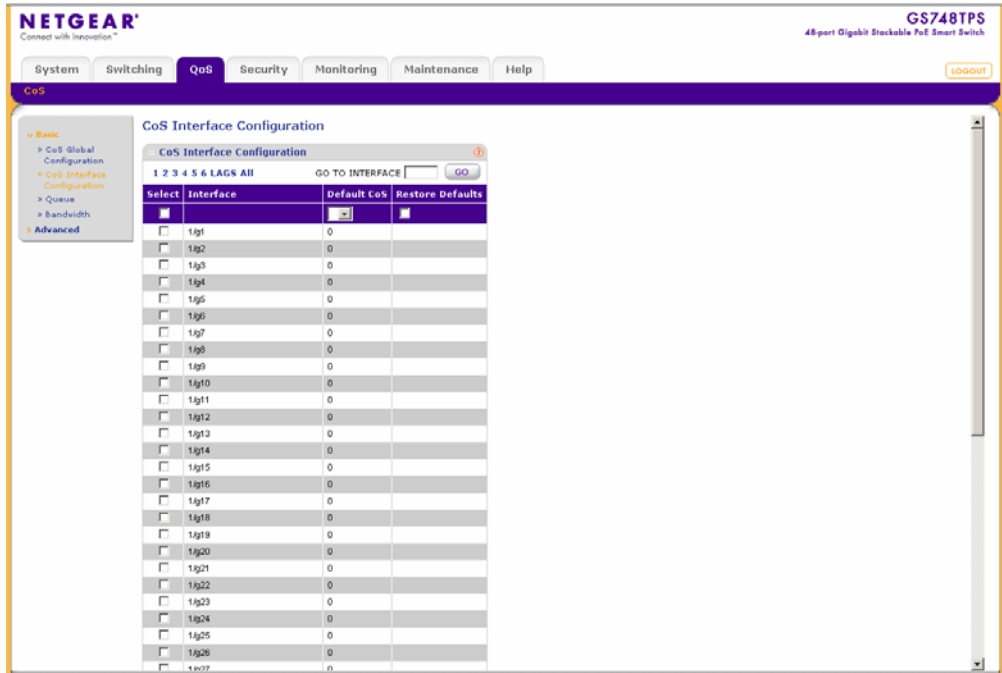 NETGEAR
Connect with Innovation™
GS748TPS
48-port Gigabit Stackable PoE Smart Switch
System Switching QoS Security Monitoring Maintenance Help
LOGOUT
CoS
Basic
CoS Global Configuration
CoS Interface Configuration
Queue
Bandwidth
Advanced
CoS Interface Configuration
CoS Interface Configuration
1 2 3 4 5 6 LAGS All GO TO INTERFACE GO
Select Interface Default CoS Restore Defaults
1/g1 0
1/g2 0
1/g3 0
1/g4 0
1/g5 0
1/g6 0
1/g7 0
1/g8 0
1/g9 0
1/g10 0
1/g11 0
1/g12 0
1/g13 0
1/g14 0
1/g15 0
1/g16 0
1/g17 0
1/g18 0
1/g19 0
1/g20 0
1/g21 0
1/g22 0
1/g23 0
1/g24 0
1/g25 0
1/g26 0
1/g27 0